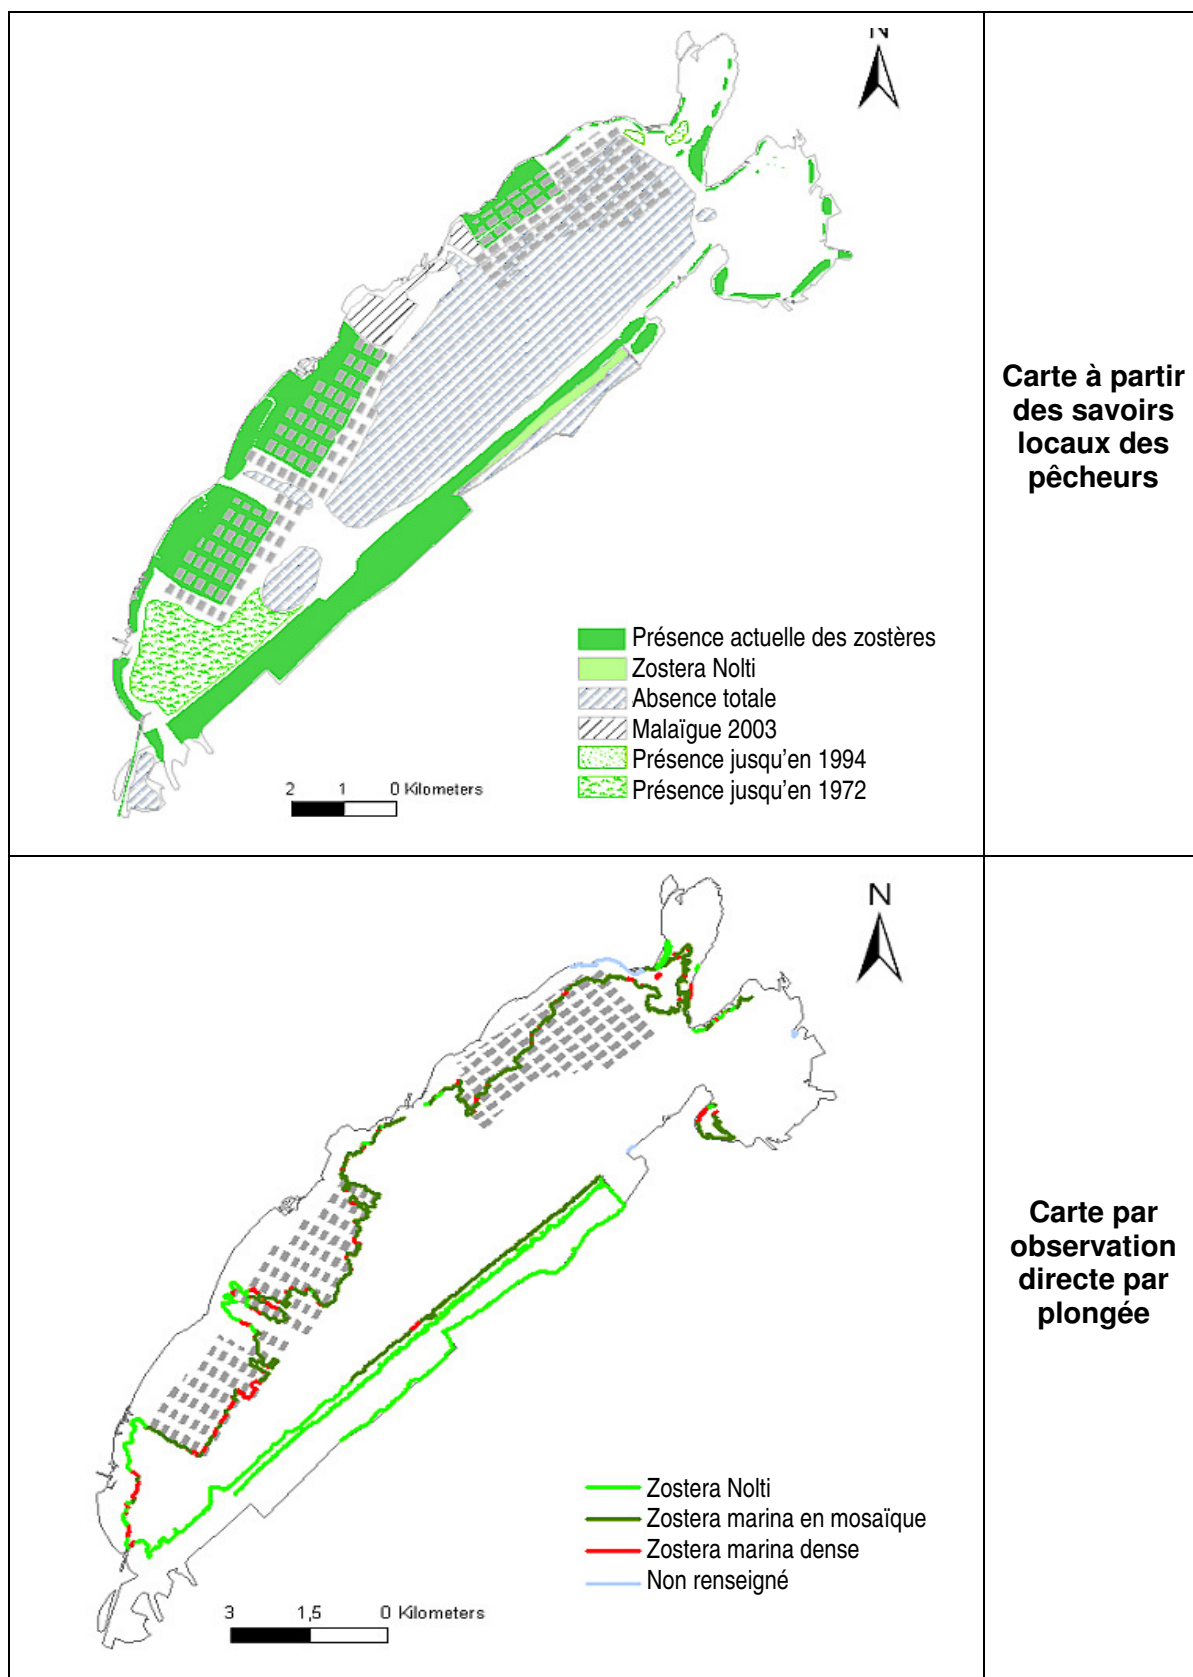 N
Carte à partir
des savoirs
locaux des
pêcheurs
Présence actuelle des zostères
Zostera Nolti
Absence totale
Malaïgue 2003
Présence jusqu'en 1994
Présence jusqu'en 1972
2 1 0 Kilometers
N
Carte par
observation
directe par
plongée
Zostera Nolti
Zostera marina en mosaïque
Zostera marina dense
Non renseigné
3 1,5 0 Kilometers